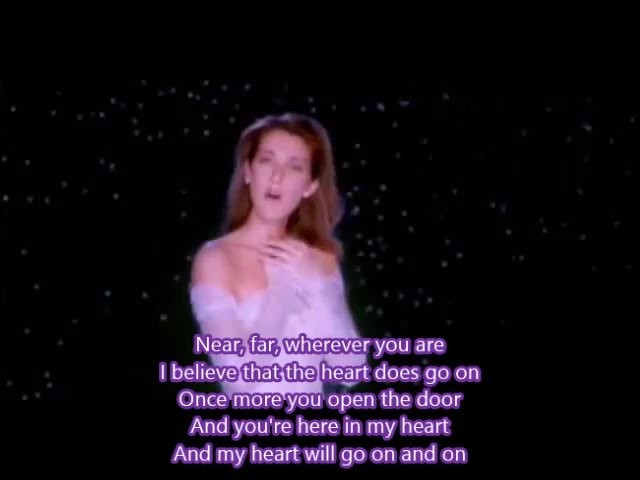 Near, far, wherever you are
I believe that the heart does go on
Once more you open the door
And you're here in my heart
And my heart will go on and on